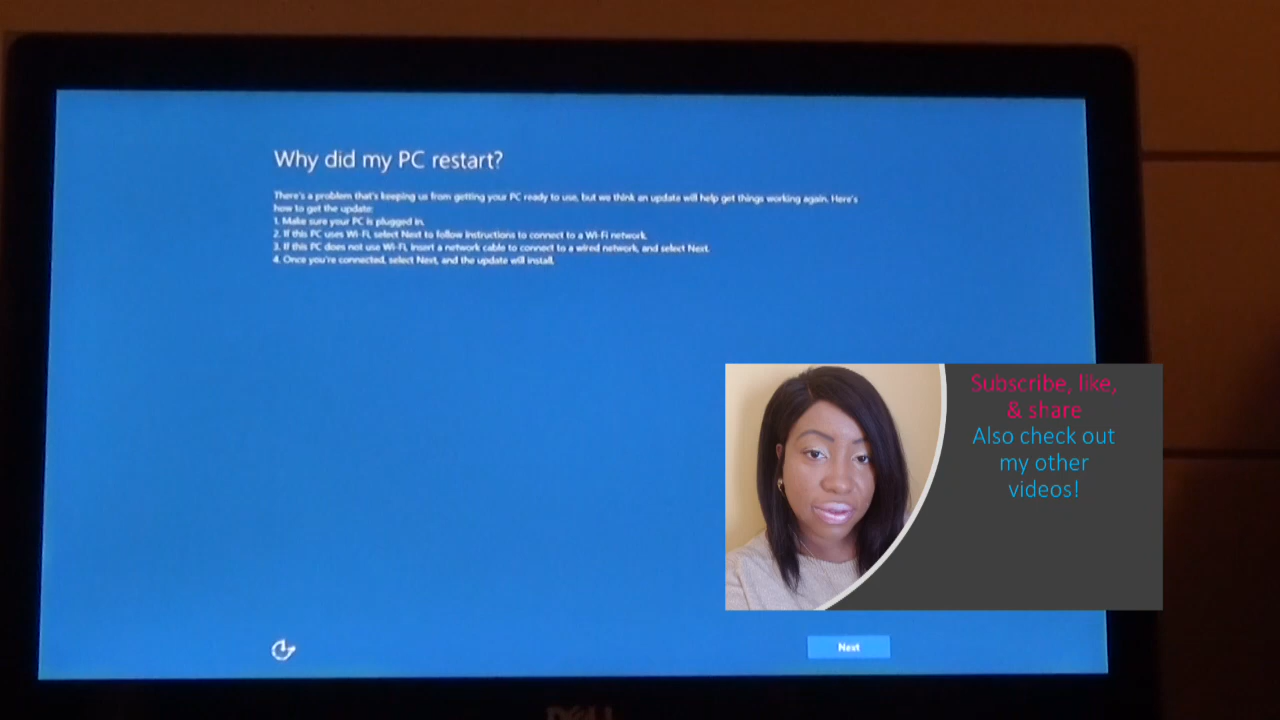 Why did my PC restart?
There's a problem that's keeping us from getting your PC ready to use, but we think an update will help get things working again. Here's
how to get the update:
1. Make sure your PC is plugged in.
2. If this PC uses Wi-Fi, select Next to follow instructions to connect to a Wi-Fi network.
3. If this PC does not use Wi-Fi, insert a network cable to connect to a wired network, and select Next.
4. Once you're connected, select Next, and the update will install.
Subscribe, like,
& share
Also check out
my other
videos!
Next
DELL